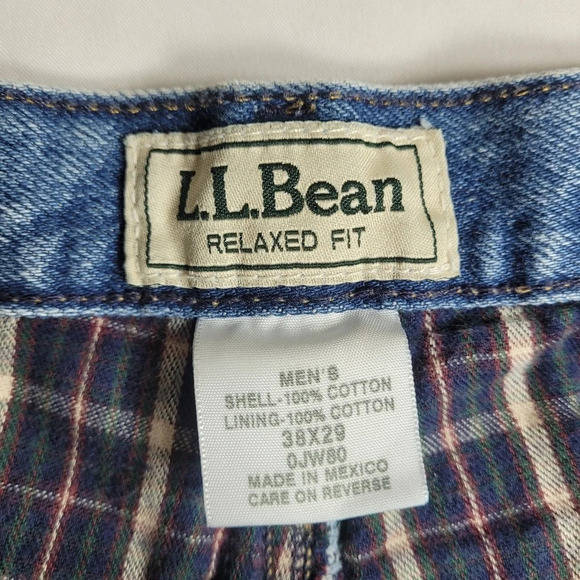 L.L.Bean
RELAXED FIT
MEN'S
SHELL-100% COTTON
LINING-100% COTTON
38X29
0JW80
MADE IN MEXICO
CARE ON REVERSE